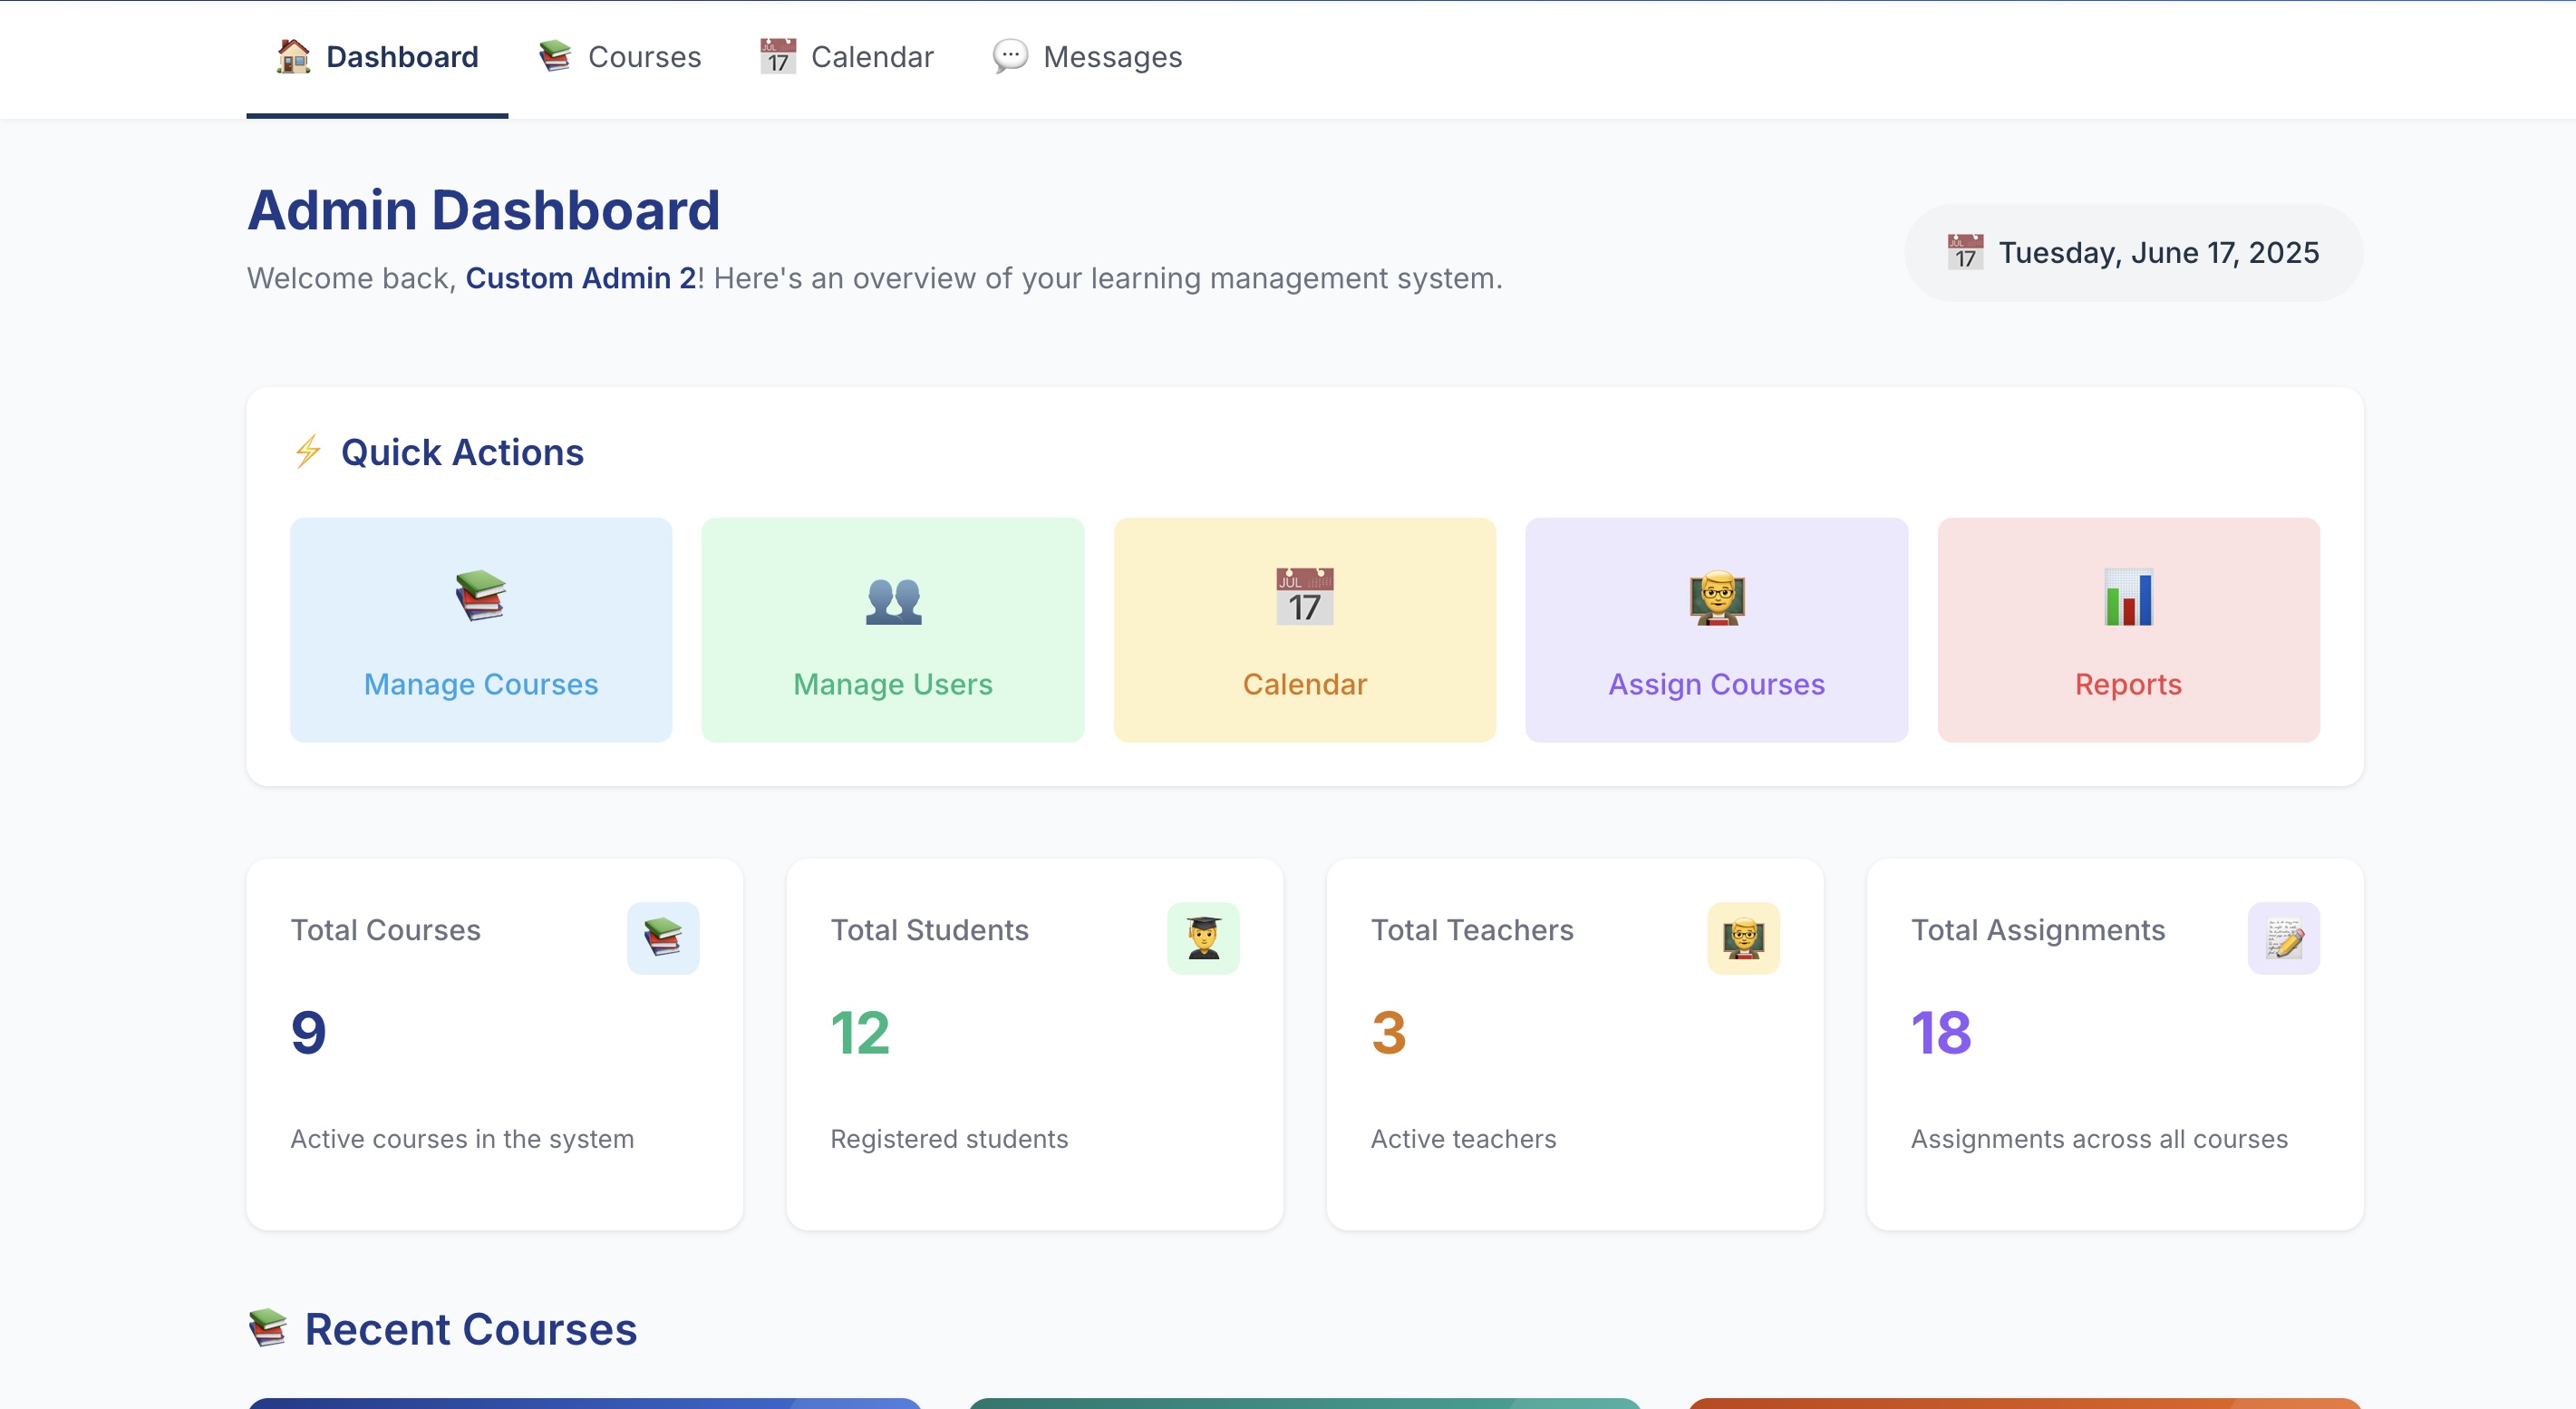 Dashboard
Courses
Calendar
Messages
Admin Dashboard
Welcome back, Custom Admin 2! Here's an overview of your learning management system.
JUL 17 Tuesday, June 17, 2025
Quick Actions
Manage Courses
Manage Users
JUL
17
Calendar
Assign Courses
Reports
Total Courses
9
Active courses in the system
Total Students
12
Registered students
Total Teachers
3
Active teachers
Total Assignments
18
Assignments across all courses
Recent Courses